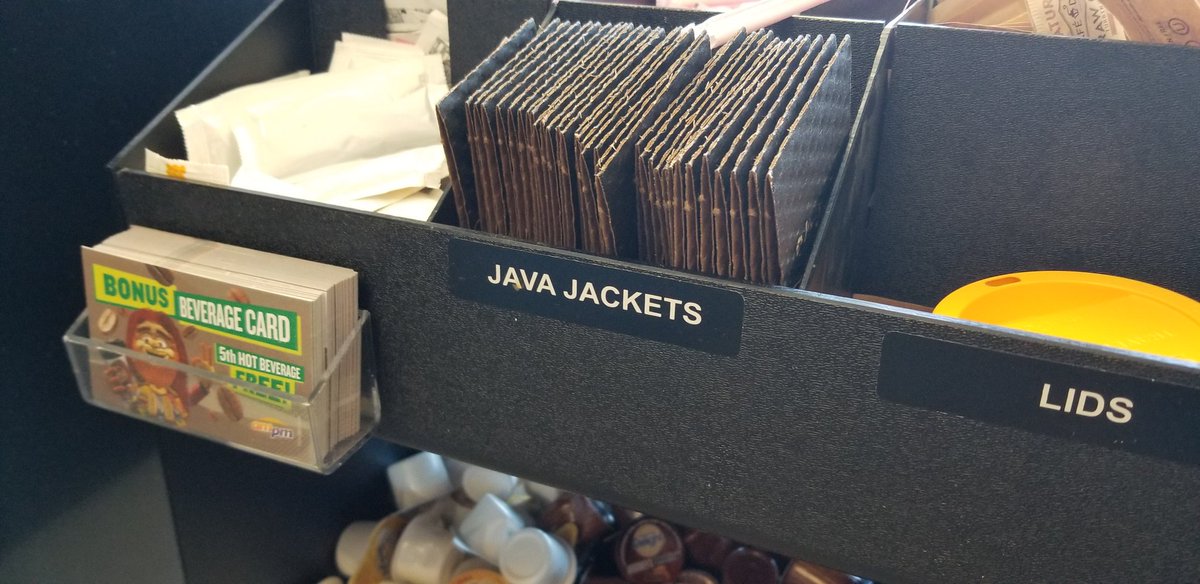 BONUS
BEVERAGE CARD
5th HOT BEVERAGE
FREE!
ampm
JAVA JACKETS
LIDS